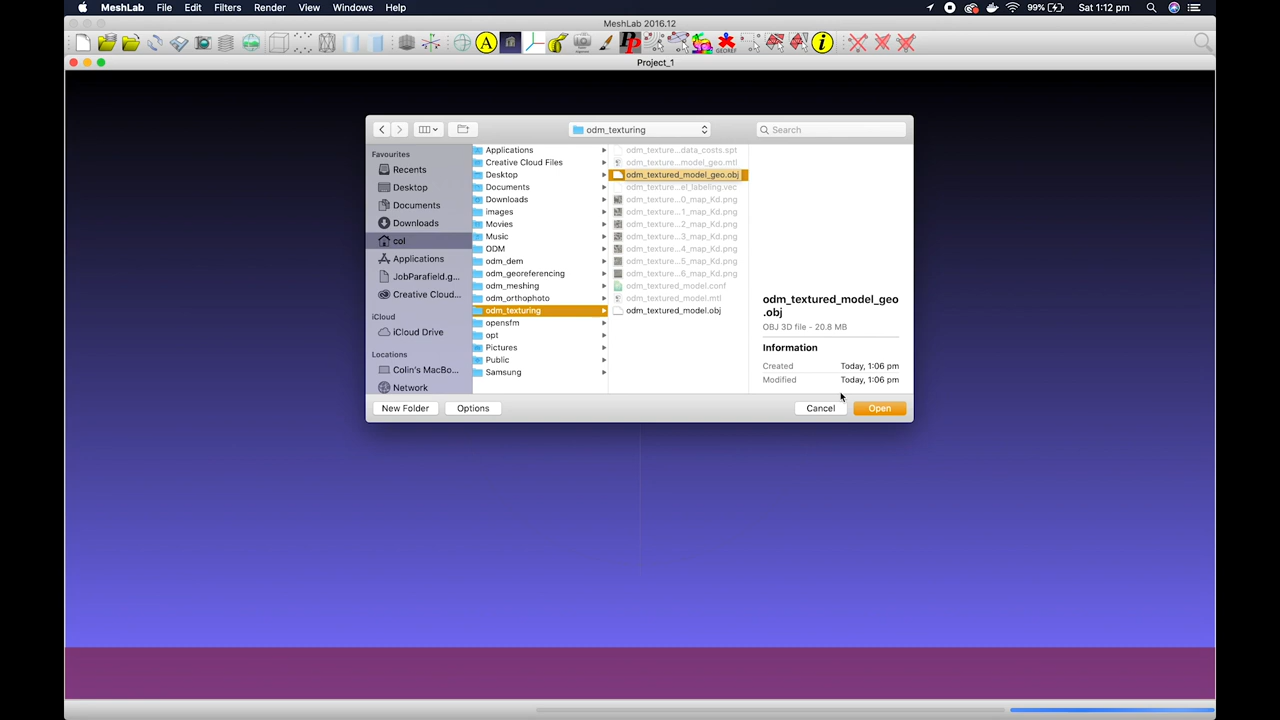 MeshLab File Edit Filters Render View Windows Help 99% Sat 1:12 pm
MeshLab 2016.12
A PP GEOREF i
Project_1
odm_texturing
Search
Favourites
Recents
Desktop
Documents
Downloads
col
Applications
JobParafield.g...
Creative Cloud...
iCloud
iCloud Drive
Locations
Colin's MacBo...
Network
Applications
Creative Cloud Files
Desktop
Documents
Downloads
images
Movies
Music
ODM
odm_dem
odm_georeferencing
odm_meshing
odm_orthophoto
odm_texturing
opensfm
opt
Pictures
Public
Samsung
odm_texture...data_costs.spt
odm_texture...model_geo.mtl
odm_textured_model_geo.obj
odm_texture...el_labeling.vec
odm_texture...0_map_Kd.png
odm_texture...1_map_Kd.png
odm_texture...2_map_Kd.png
odm_texture...3_map_Kd.png
odm_texture...4_map_Kd.png
odm_texture...5_map_Kd.png
odm_texture...6_map_Kd.png
odm_textured_model.conf
odm_textured_model.mtl
odm_textured_model.obj
odm_textured_model_geo
.obj
OBJ 3D file - 20.8 MB
Information
Created Today, 1:06 pm
Modified Today, 1:06 pm
New Folder Options Cancel Open